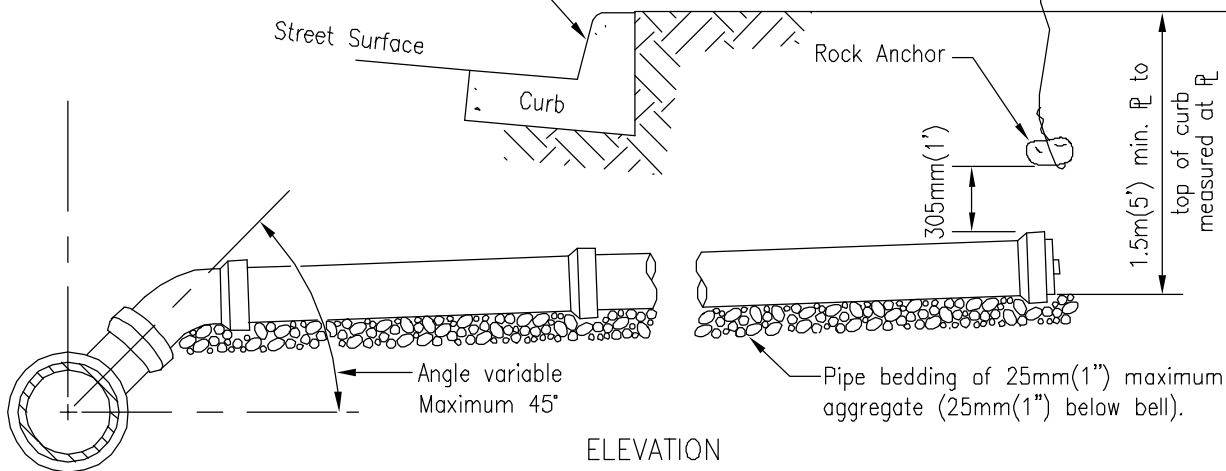 Street Surface
Curb
Rock Anchor
305mm(1')
1.5m(5') min. ⅊ to
top of curb
measured at ⅊
Angle variable
Maximum 45°
Pipe bedding of 25mm(1") maximum
aggregate (25mm(1") below bell).
ELEVATION